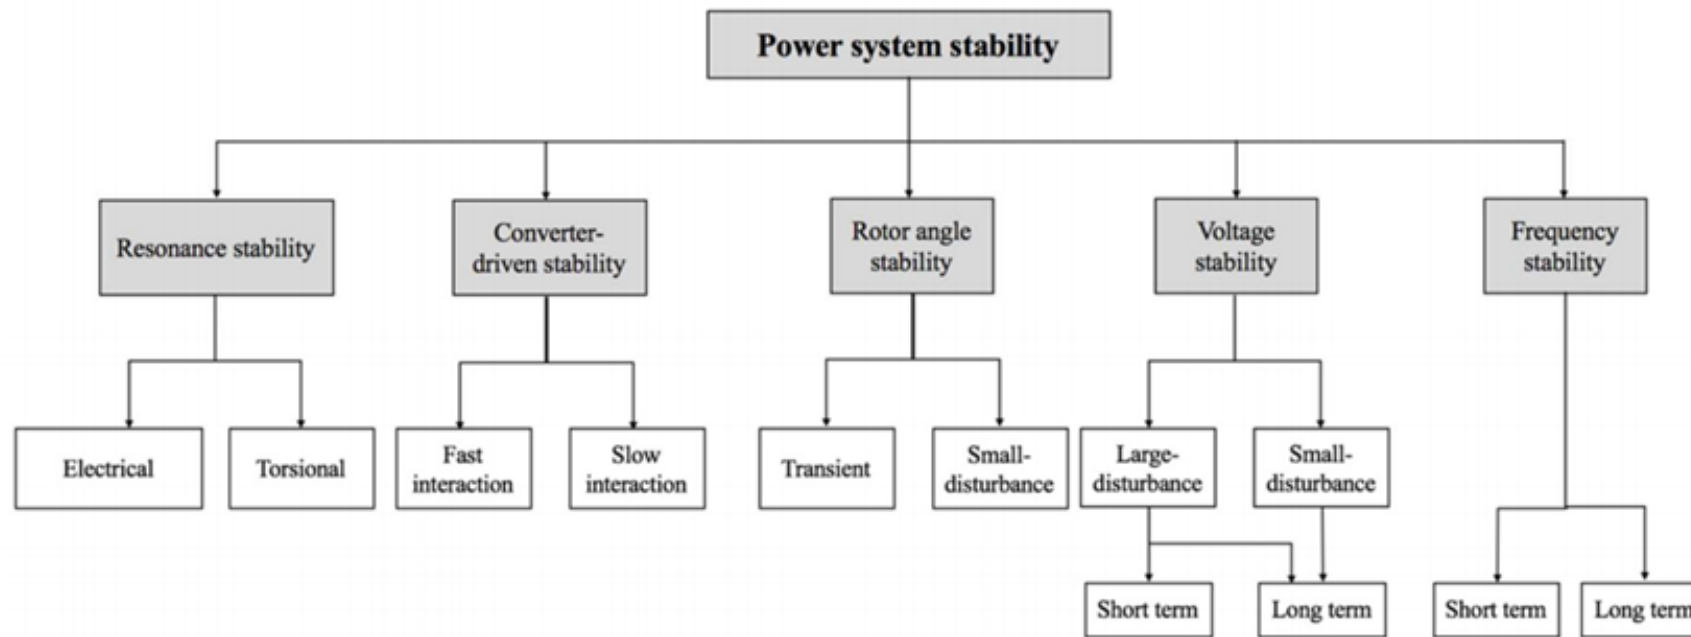 Power system stability
Resonance stability
Converter-
driven stability
Rotor angle
stability
Voltage
stability
Frequency
stability
Electrical
Torsional
Fast
interaction
Slow
interaction
Transient
Small-
disturbance
Large-
disturbance
Small-
disturbance
Short term
Long term
Short term
Long term